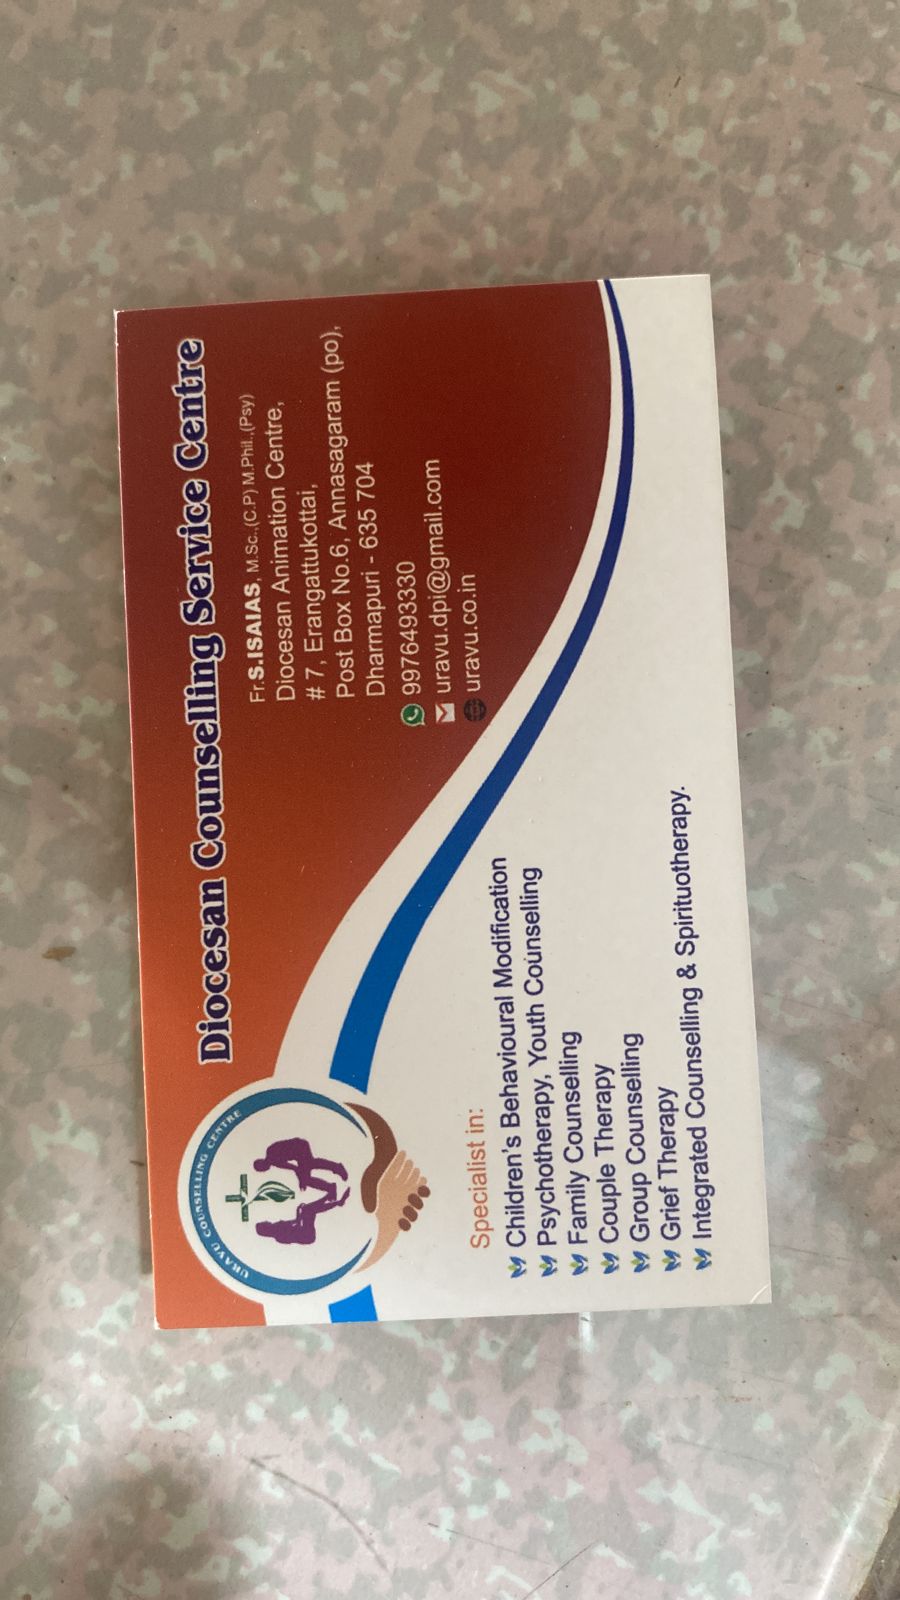 Diocesan Counselling Service Centre
Fr.S.ISAIAS, M.Sc.,(C.P) M.Phil.,(Psy)
Diocesan Animation Centre,
# 7, Erangattukottai,
Post Box No.6, Annasagaram (po),
Dharmapuri - 635 704
9976493330
uravu.dpi@gmail.com
uravu.co.in
URAVU COUNSELLING CENTRE
Specialist in:
Children's Behavioural Modification
Psychotherapy, Youth Counselling
Family Counselling
Couple Therapy
Group Counselling
Grief Therapy
Integrated Counselling & Spirituotherapy.